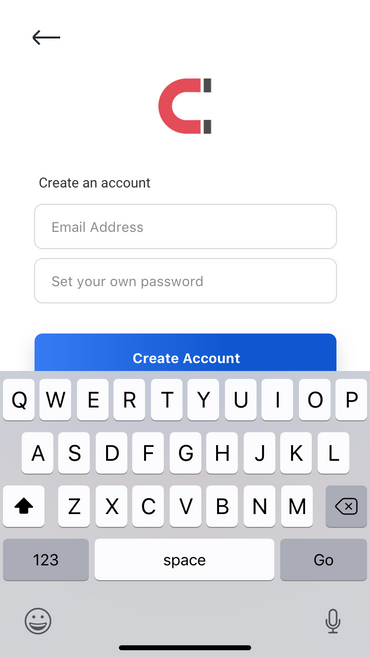 Create an account
Email Address
Set your own password
Create Account
Q W E R T Y U I O P
A S D F G H J K L
Z X C V B N M
123 space Go